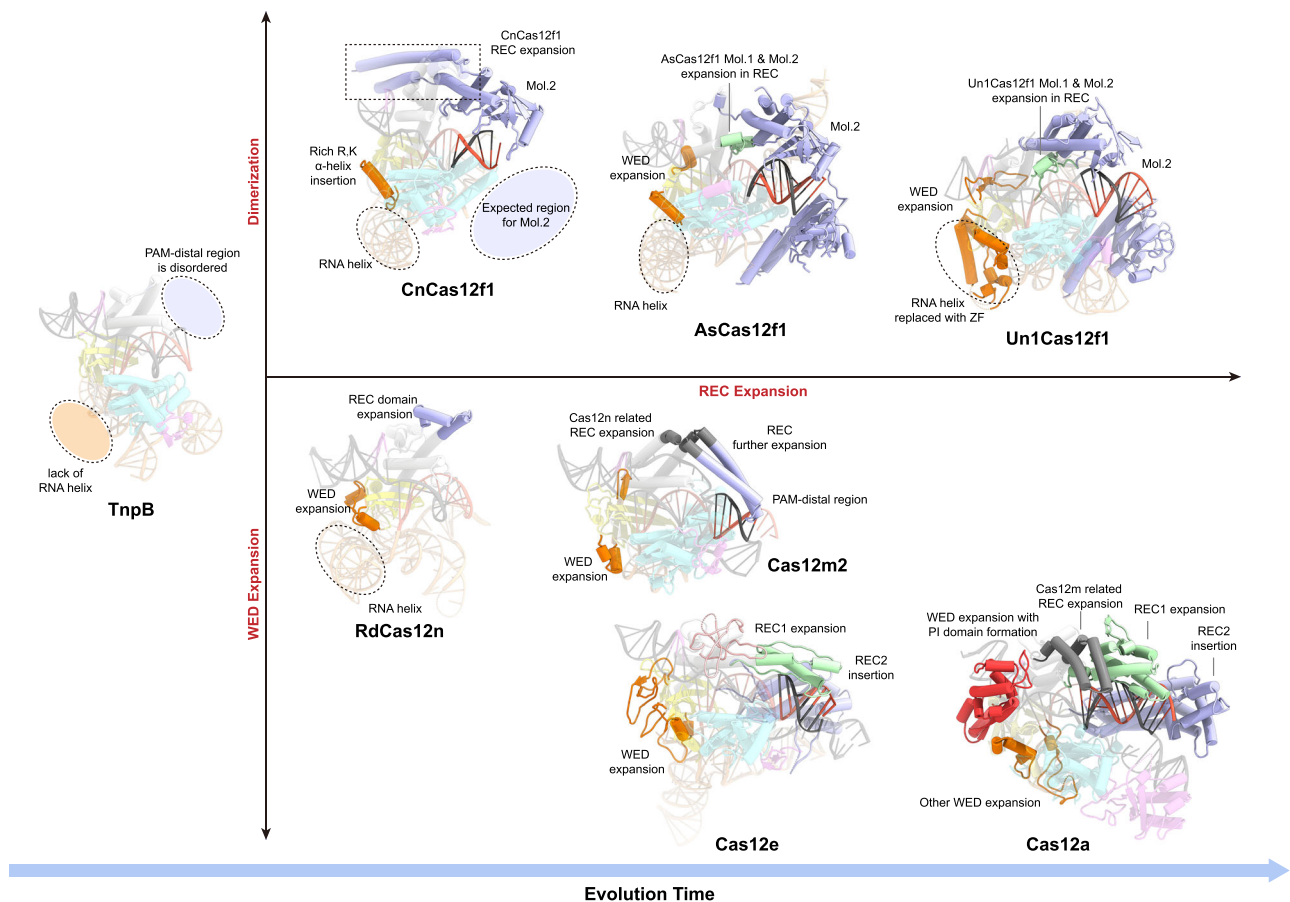 CnCas12f1
REC expansion
Mol.2
Rich R,K
α-helix
insertion
Expected region
for Mol.2
RNA helix
CnCas12f1
AsCas12f1 Mol.1 & Mol.2
expansion in REC
Mol.2
WED
expansion
RNA helix
AsCas12f1
Un1Cas12f1 Mol.1 & Mol.2
expansion in REC
Mol.2
WED
expansion
RNA helix
replaced with ZF
Un1Cas12f1
Dimerization
PAM-distal region
is disordered
lack of
RNA helix
TnpB
REC Expansion
WED Expansion
REC domain
expansion
WED
expansion
RNA helix
RdCas12n
Cas12n related
REC expansion
REC
further expansion
PAM-distal region
WED
expansion
Cas12m2
REC1 expansion
REC2
insertion
WED
expansion
Cas12e
Cas12m related
REC expansion
WED expansion with
PI domain formation
REC1 expansion
REC2
insertion
Other WED expansion
Cas12a
Evolution Time